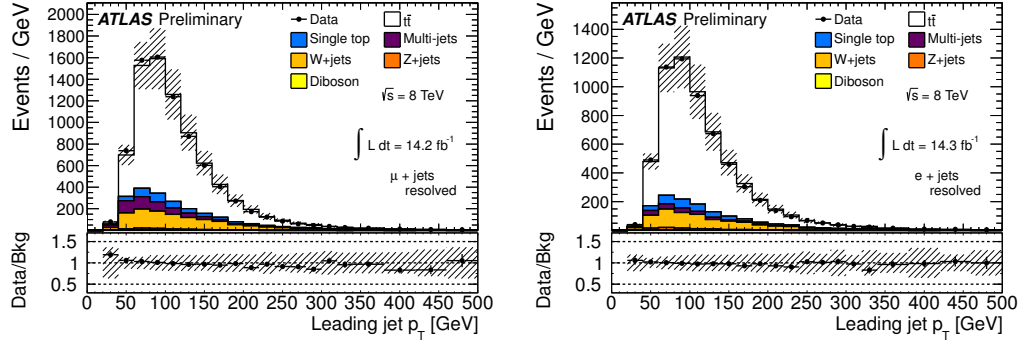 ATLAS Preliminary
Data
tt̄
Single top
Multi-jets
W+jets
Z+jets
Diboson
√s = 8 TeV
∫ L dt = 14.2 fb⁻¹
μ + jets
resolved
Events / GeV
2000
1800
1600
1400
1200
1000
800
600
400
200
Data/Bkg
1.5
1
0.5
0 50 100 150 200 250 300 350 400 450 500
Leading jet p_T [GeV]
ATLAS Preliminary
Data
tt̄
Single top
Multi-jets
W+jets
Z+jets
Diboson
√s = 8 TeV
∫ L dt = 14.3 fb⁻¹
e + jets
resolved
Events / GeV
1400
1200
1000
800
600
400
200
Data/Bkg
1.5
1
0.5
0 50 100 150 200 250 300 350 400 450 500
Leading jet p_T [GeV]